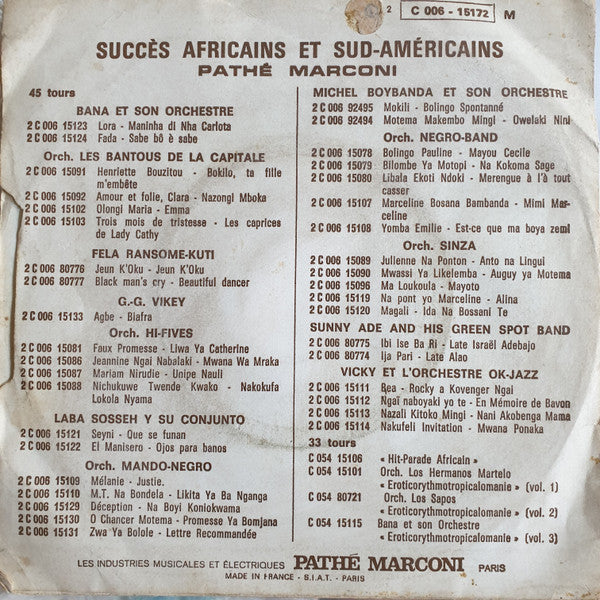 2 C 006 - 15172 M
SUCCÈS AFRICAINS ET SUD-AMÉRICAINS
PATHÉ MARCONI
45 tours
BANA ET SON ORCHESTRE
2 C 006 15123 Lora - Maninha di Nha Carlota
2 C 006 15124 Fada - Sabe bô è sabe
Orch. LES BANTOUS DE LA CAPITALE
2 C 006 15091 Henriette Bouzitou - Bokilo, ta fille
m'embête
2 C 006 15092 Amour et folie, Clara - Nazongi Mboka
2 C 006 15102 Olongi Maria - Emma
2 C 006 15103 Trois mois de tristesse - Les caprices
de Lady Cathy
FELA RANSOME-KUTI
2 C 006 80776 Jeun K'Oku - Jeun K'Oku
2 C 006 80777 Black man's cry - Beautiful dancer
G.-G. VIKEY
2 C 006 15133 Agbe - Biafra
Orch. HI-FIVES
2 C 006 15081 Faux Promesse - Liwa Ya Catherine
2 C 006 15086 Jeannine Ngai Nabalaki - Mwana Wa Mraka
2 C 006 15087 Mariam Nirudie - Unipe Nauli
2 C 006 15088 Nichukuwe Twende Kwako - Nakokufa
Lokola Nyama
LABA SOSSEH Y SU CONJUNTO
2 C 006 15121 Seyni - Que se funan
2 C 006 15122 El Manisero - Ojos para banos
Orch. MANDO-NEGRO
2 C 006 15109 Mélanie - Justie.
2 C 006 15110 M.T. Na Bondela - Likita Ya Ba Nganga
2 C 006 15129 Déception - Na Boyi Koniokwama
2 C 006 15130 O Chancer Motema - Promesse Ya Bomjana
2 C 006 15131 Zwa Ya Bolole - Lettre Recommandée
MICHEL BOYBANDA ET SON ORCHESTRE
2 C 006 92495 Mokili - Bolingo Spontanné
2 C 006 92494 Motema Makembo Mingi - Owelaki Nini
Orch. NEGRO-BAND
2 C 006 15078 Bolingo Pauline - Mayou Cecile
2 C 006 15079 Bilombe Ya Motopi - Na Kokoma Sage
2 C 006 15080 Libala Ekoti Ndoki - Merengue à l'à tout
casser
2 C 006 15107 Marceline Bosana Bambanda - Mimi Mar-
celine
2 C 006 15108 Yomba Emilie - Est-ce que ma boya zemi
Orch. SINZA
2 C 006 15089 Julienne Na Ponton - Anto na Lingui
2 C 006 15090 Mwassi Ya Likelemba - Auguy ya Motema
2 C 006 15096 Ma Loukoula - Mayoto
2 C 006 15119 Na pont yo Marceline - Alina
2 C 006 15120 Magali - Ida Na Bossani Te
SUNNY ADE AND HIS GREEN SPOT BAND
2 C 006 80775 Ibi Ise Ba Ri - Late Israël Adebajo
2 C 006 80774 Ija Pari - Late Alao
VICKY ET L'ORCHESTRE OK-JAZZ
2 C 006 15111 Rea - Rocky a Kovenger Ngai
2 C 006 15112 Ngaï naboyaki yo te - En Mémoire de Bavon
2 C 006 15113 Nazali Kitoko Mingi - Nani Akobenga Mama
2 C 006 15114 Nakufeli Invitation - Mwana Ponaka
33 tours
C 054 15106 « Hit-Parade Africain »
C 054 15101 Orch. Los Hermanos Martelo
« Eroticorythmotropicalomanie » (vol. 1)
C 054 80721 Orch. Los Sapos
« Eroticorythmotropicalomanie » (vol. 2)
C 054 15115 Bana et son Orchestre
« Eroticorythmotropicalomanie » (vol. 3)
LES INDUSTRIES MUSICALES ET ÉLECTRIQUES PATHÉ MARCONI PARIS
MADE IN FRANCE - S.I.A.T. - PARIS